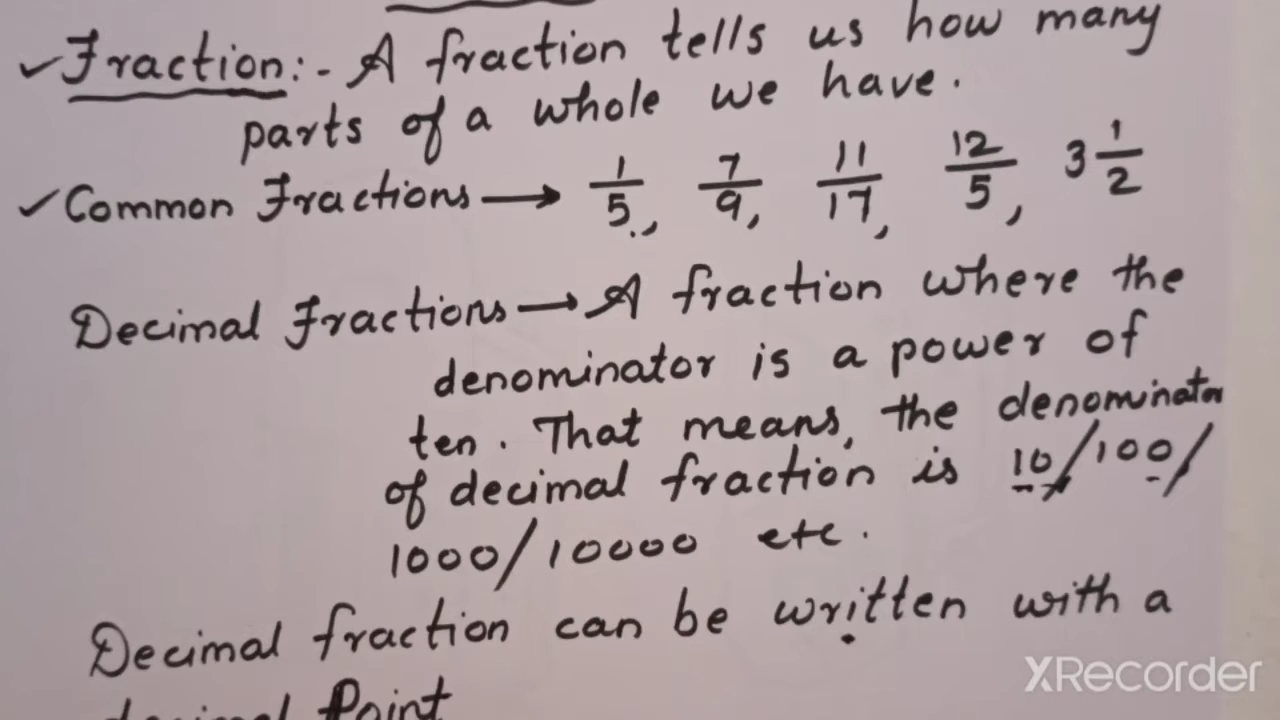 Fraction:- A fraction tells us how many
parts of a whole we have.
Common Fractions → 1/5, 7/9, 11/17, 12/5, 3 1/2
Decimal Fractions → A fraction where the
denominator is a power of
ten. That means, the denominator
of decimal fraction is 10/100/
1000/10000 etc.
Decimal fraction can be written with a
decimal Point
XRecorder